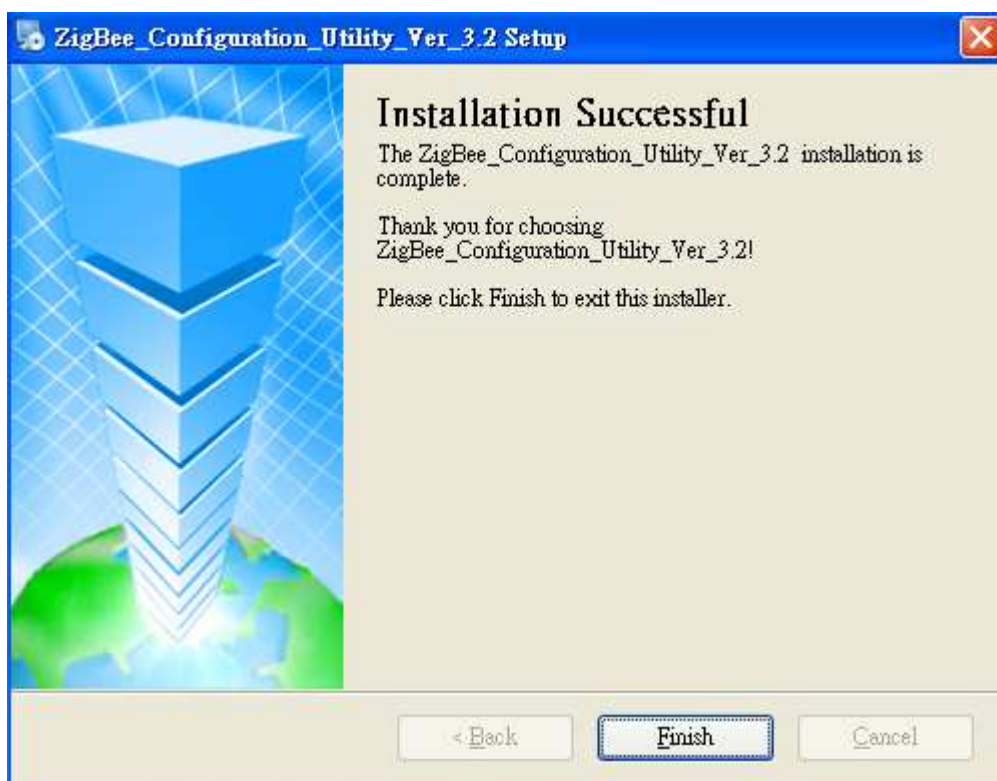 ZigBee_Configuration_Utility_Ver_3.2 Setup
Installation Successful
The ZigBee_Configuration_Utility_Ver_3.2 installation is
complete.
Thank you for choosing
ZigBee_Configuration_Utility_Ver_3.2!
Please click Finish to exit this installer.
< Back
Finish
Cancel